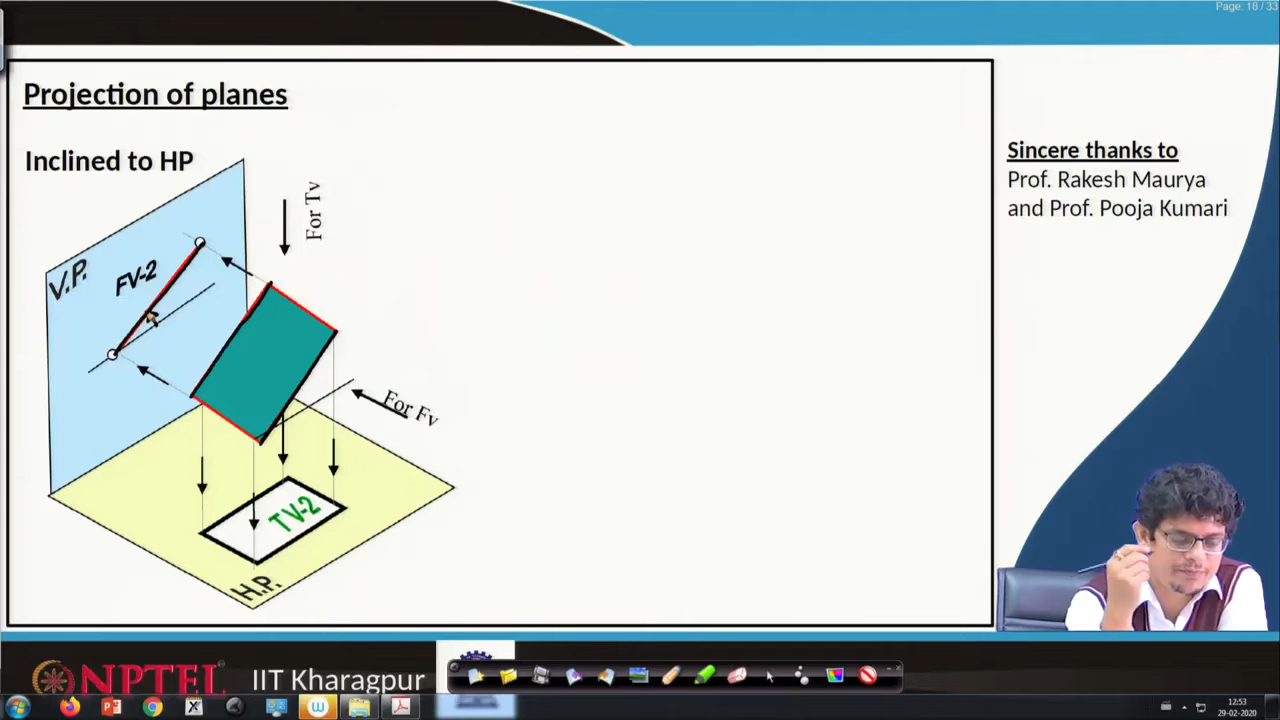 Page: 18 / 33
Projection of planes
Inclined to HP
Sincere thanks to
Prof. Rakesh Maurya
and Prof. Pooja Kumari
For Tv
V.P.
FV-2
For Fv
TV-2
H.P.
NPTEL
IIT Kharagpur
12:53
29-02-2020